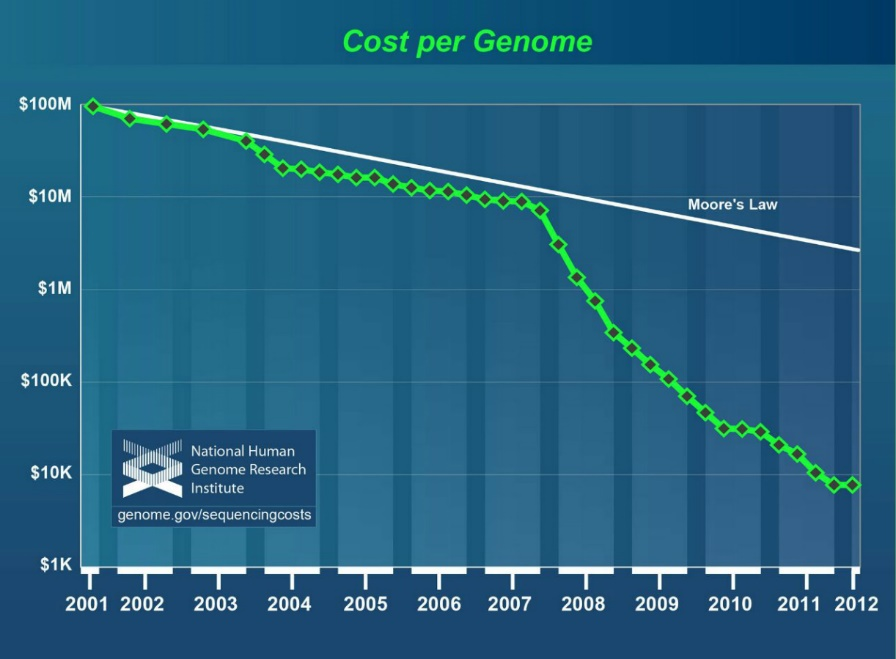 Cost per Genome
$100M
$10M
$1M
$100K
$10K
$1K
Moore's Law
National Human
Genome Research
Institute
genome.gov/sequencingcosts
2001 2002 2003 2004 2005 2006 2007 2008 2009 2010 2011 2012